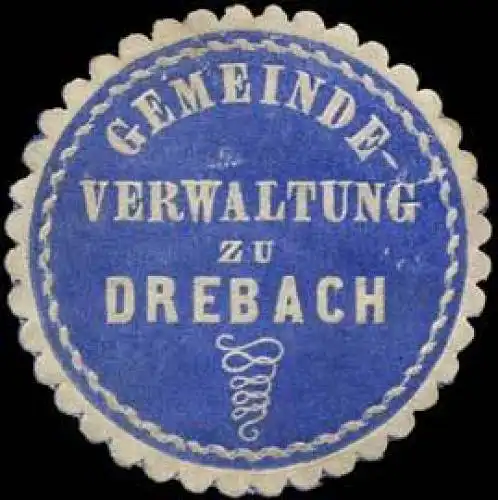 GEMEINDE-
VERWALTUNG
ZU
DREBACH